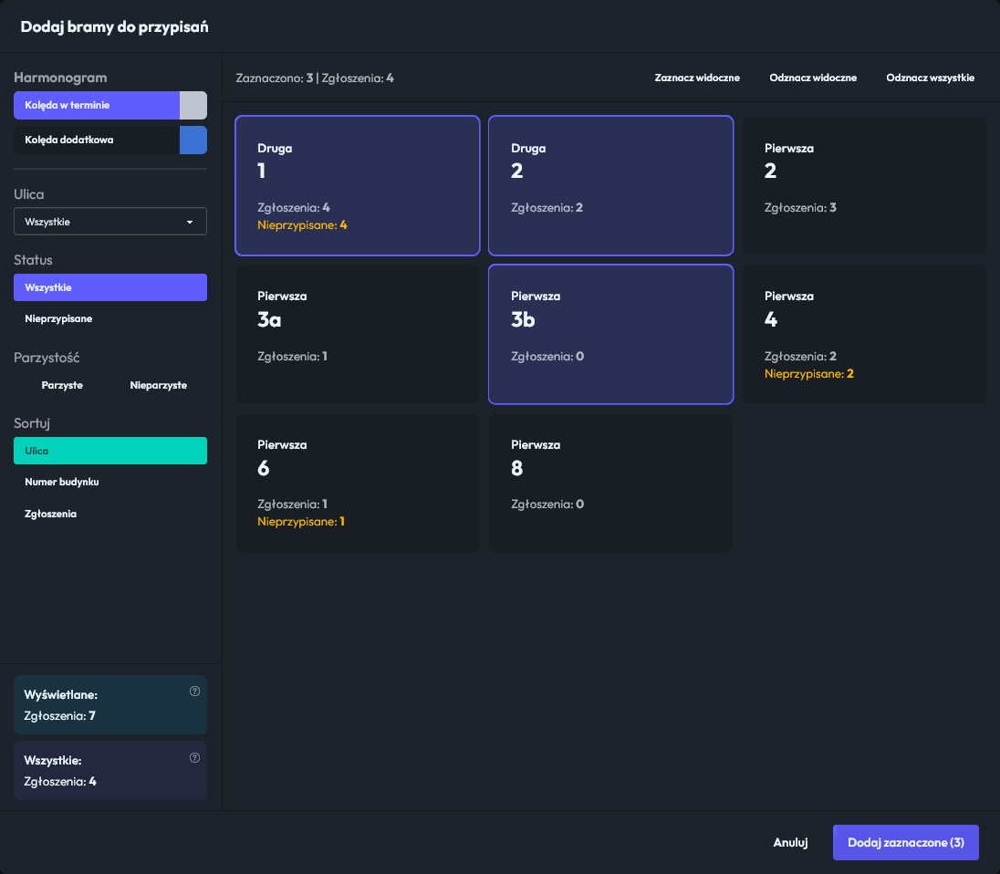 Dodaj bramy do przypisań
Harmonogram
Kolęda w terminie
Kolęda dodatkowa
Ulica
Wszystkie
Status
Wszystkie
Nieprzypisane
Parzystość
Parzyste Nieparzyste
Sortuj
Ulica
Numer budynku
Zgłoszenia
Wyświetlane:
Zgłoszenia: 7
Wszystkie:
Zgłoszenia: 4
Zaznaczono: 3 | Zgłoszenia: 4
Zaznacz widoczne Odznacz widoczne Odznacz wszystkie
Druga
1
Zgłoszenia: 4
Nieprzypisane: 4
Druga
2
Zgłoszenia: 2
Pierwsza
2
Zgłoszenia: 3
Pierwsza
3a
Zgłoszenia: 1
Pierwsza
3b
Zgłoszenia: 0
Pierwsza
4
Zgłoszenia: 2
Nieprzypisane: 2
Pierwsza
6
Zgłoszenia: 1
Nieprzypisane: 1
Pierwsza
8
Zgłoszenia: 0
Anuluj
Dodaj zaznaczone (3)